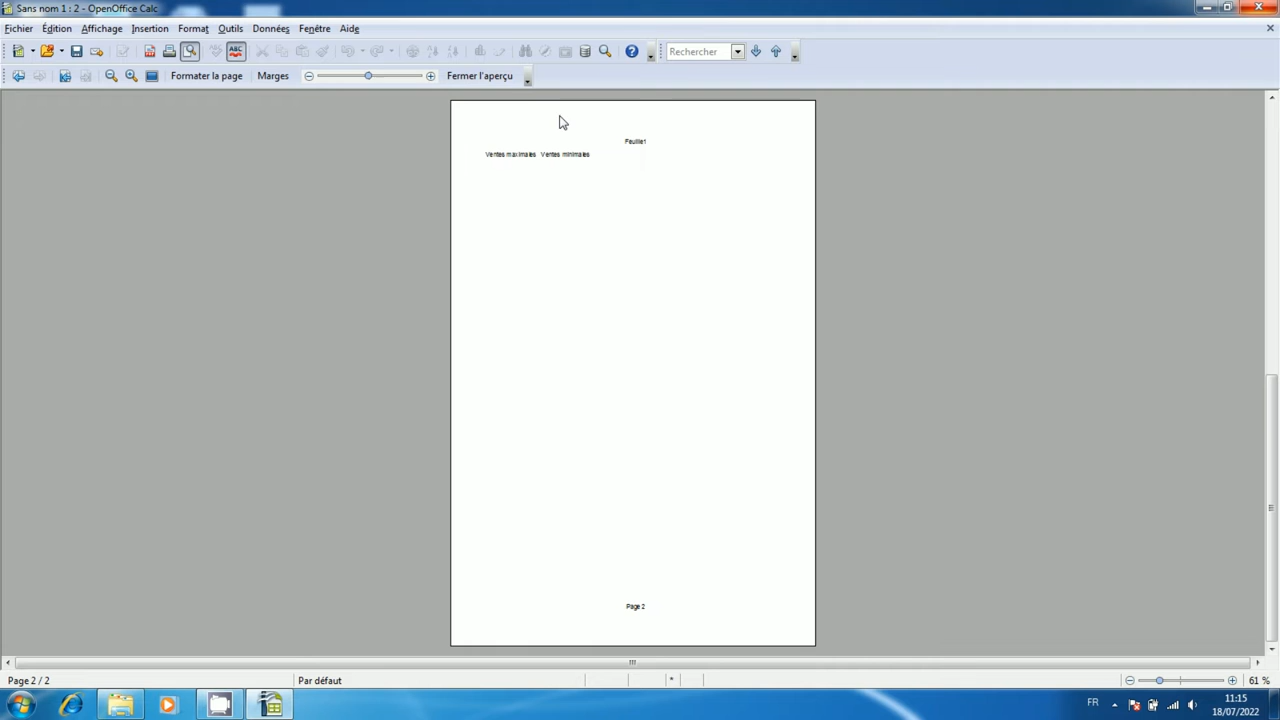 Sans nom 1 : 2 - OpenOffice Calc
Fichier Édition Affichage Insertion Format Outils Données Fenêtre Aide
ABC Rechercher
Formater la page Marges Fermer l'aperçu
Feuille1
Ventes maximales Ventes minimales
Page 2
Page 2 / 2 Par défaut * 61 %
FR 11:15
18/07/2022